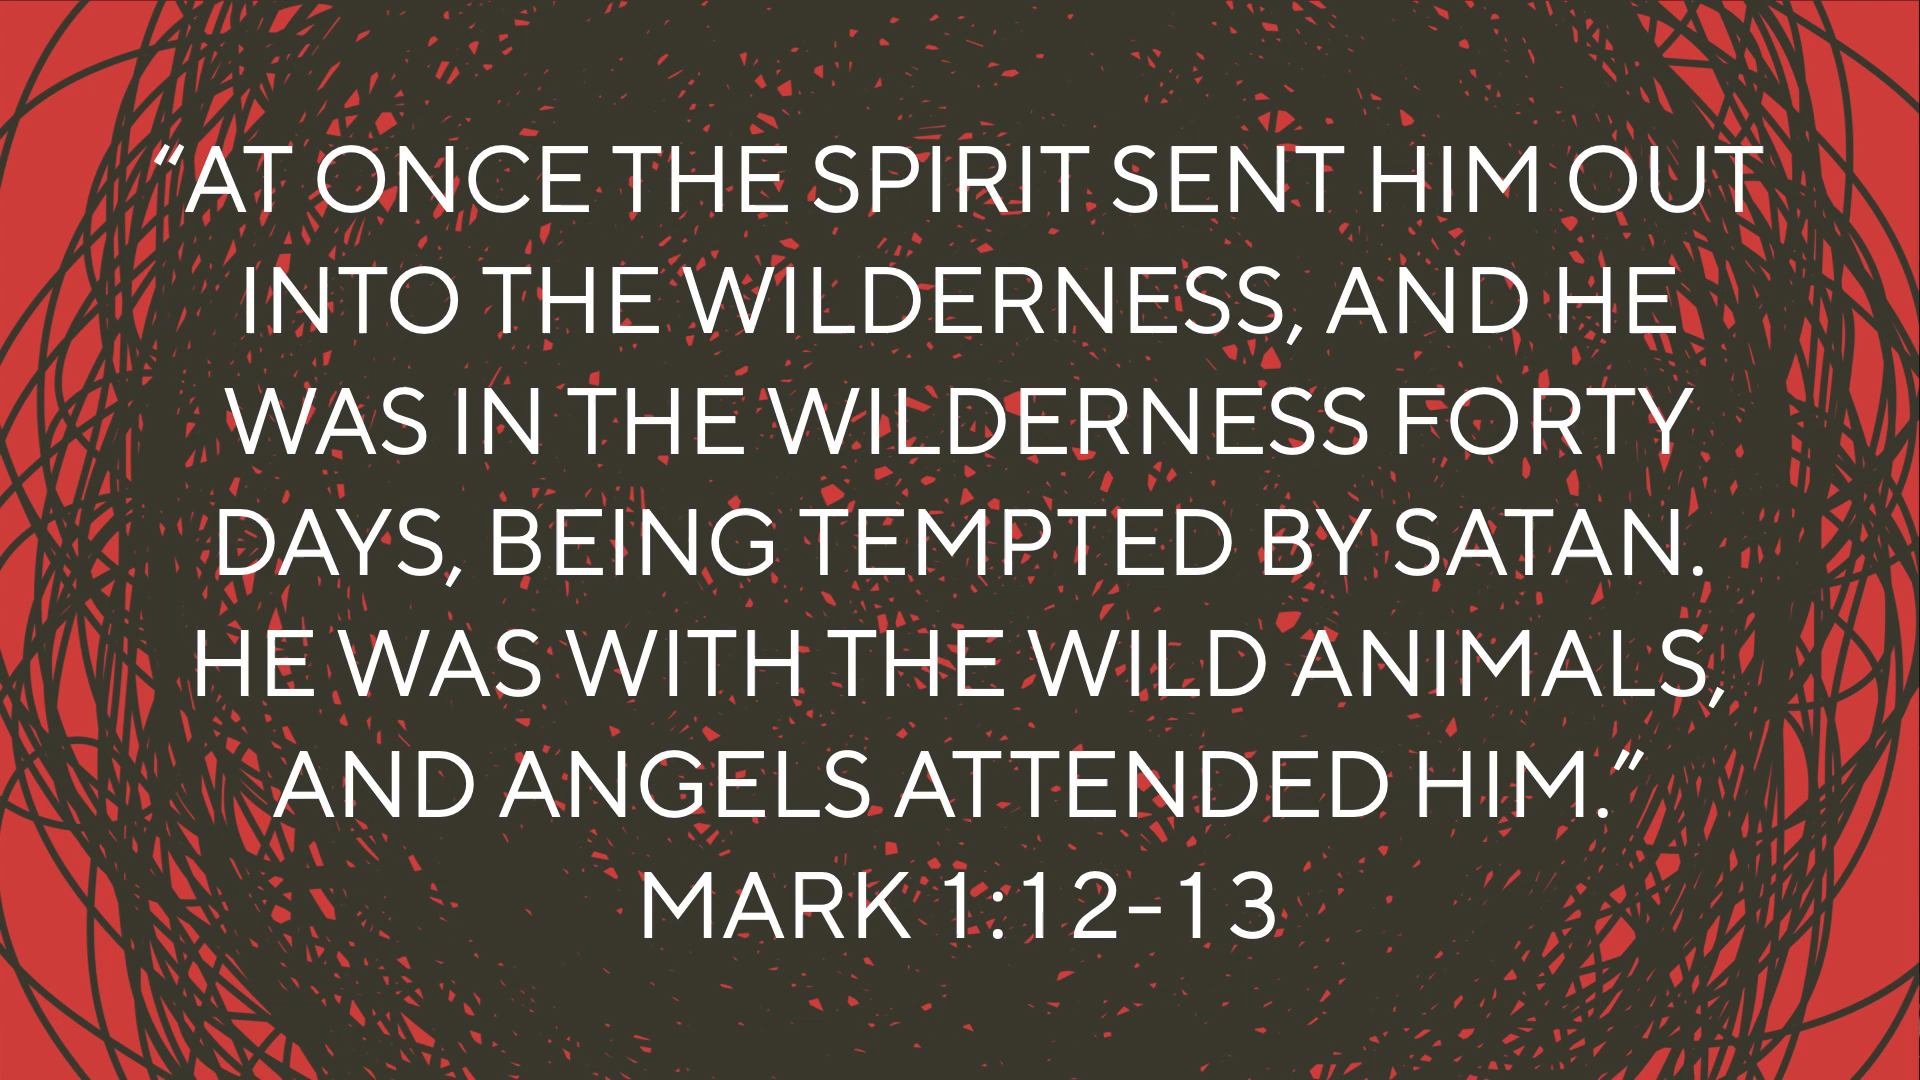 “AT ONCE THE SPIRIT SENT HIM OUT
INTO THE WILDERNESS, AND HE
WAS IN THE WILDERNESS FORTY
DAYS, BEING TEMPTED BY SATAN.
HE WAS WITH THE WILD ANIMALS,
AND ANGELS ATTENDED HIM.”
MARK 1:12-13